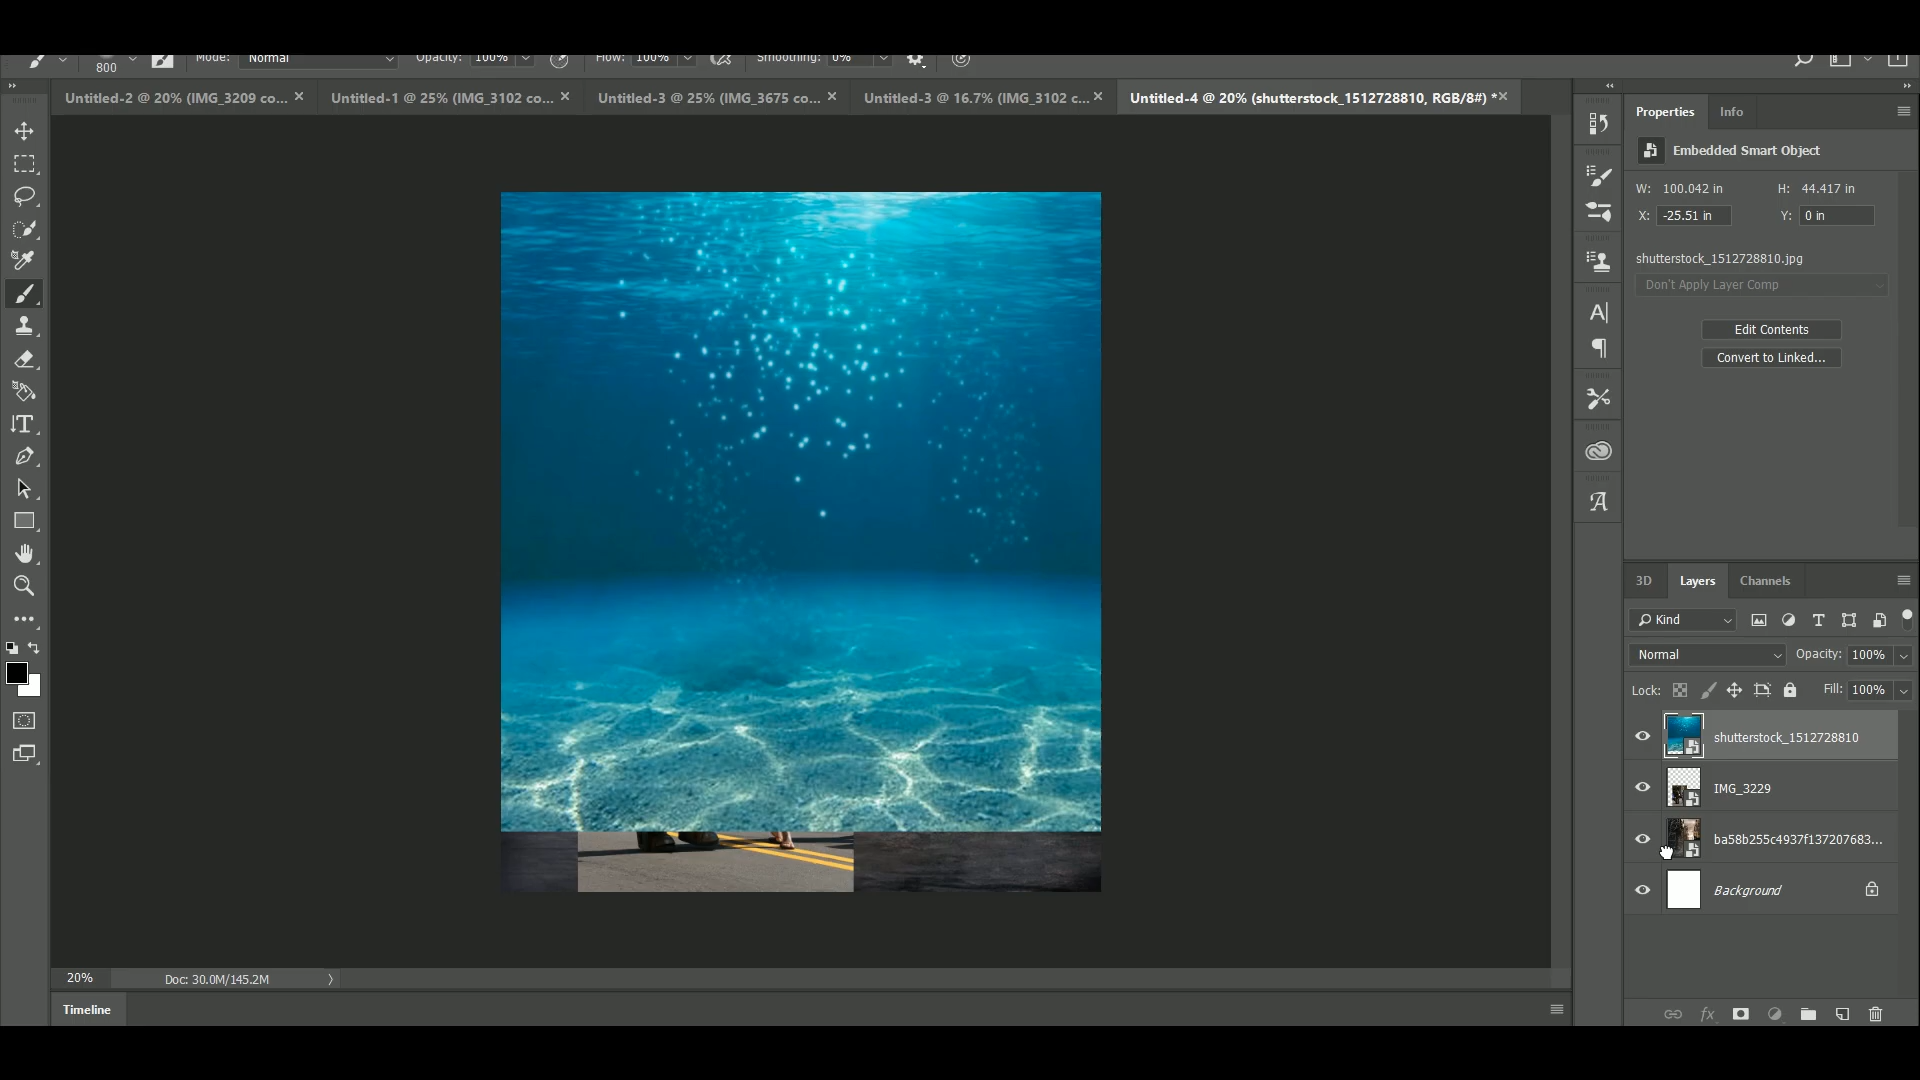 800
Mode: Normal
Opacity: 100%
Flow: 100%
Smoothing: 0%
Untitled-2 @ 20% (IMG_3209 co...
Untitled-1 @ 25% (IMG_3102 co...
Untitled-3 @ 25% (IMG_3675 co...
Untitled-3 @ 16.7% (IMG_3102 c...
Untitled-4 @ 20% (shutterstock_1512728810, RGB/8#) *
Properties
Info
Embedded Smart Object
W: 100.042 in
H: 44.417 in
X: -25.51 in
Y: 0 in
shutterstock_1512728810.jpg
Don't Apply Layer Comp
Edit Contents
Convert to Linked...
3D
Layers
Channels
Kind
Normal
Opacity: 100%
Lock:
Fill: 100%
shutterstock_1512728810
IMG_3229
ba58b255c4937f137207683...
Background
20%
Doc: 30.0M/145.2M
Timeline